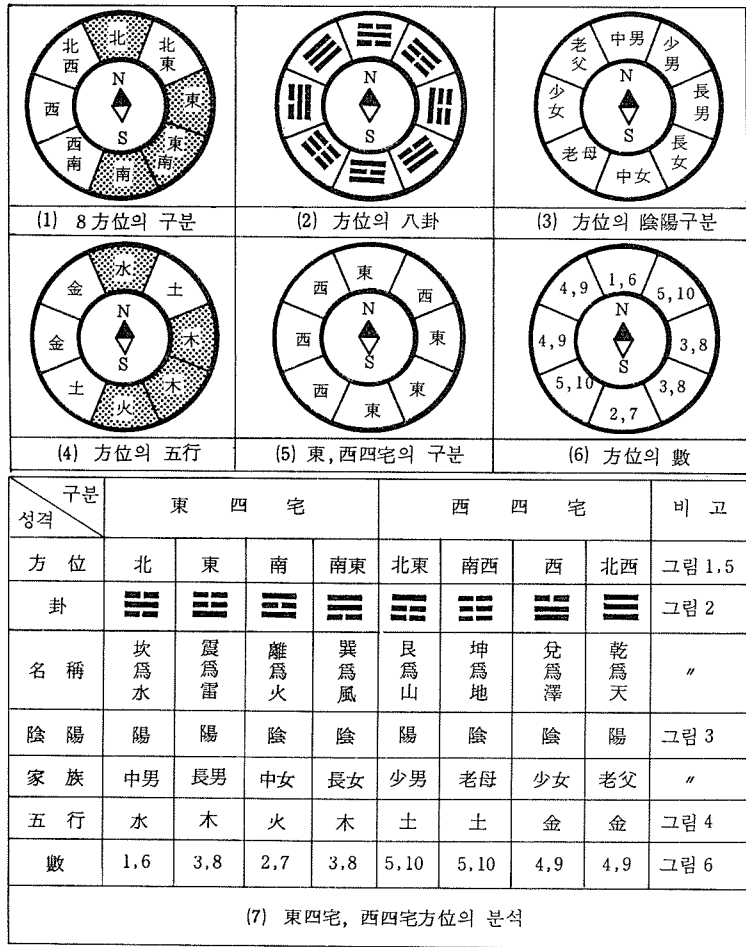 北
北東
東
東南
南
西南
西
北西
N
S
(1) 8方位의 구분
N
S
(2) 方位의 八卦
中男
少男
長男
長女
中女
老母
少女
老父
N
S
(3) 方位의 陰陽구분
水
土
木
木
火
土
金
金
N
S
(4) 方位의 五行
東
西
東
東
東
西
西
西
N
S
(5) 東,西四宅의 구분
1,6
5,10
3,8
3,8
2,7
5,10
4,9
4,9
N
S
(6) 方位의 數
구분
성격 東四宅 西四宅 비고
方位 北 東 南 南東 北東 南西 西 北西 그림 1,5
卦 ☵ ☳ ☲ ☴ ☶ ☷ ☱ ☰ 그림 2
名稱 坎爲水 震爲雷 離爲火 巽爲風 艮爲山 坤爲地 兌爲澤 乾爲天 〃
陰陽 陽 陽 陰 陰 陽 陰 陰 陽 그림 3
家族 中男 長男 中女 長女 少男 老母 少女 老父 〃
五行 水 木 火 木 土 土 金 金 그림 4
數 1,6 3,8 2,7 3,8 5,10 5,10 4,9 4,9 그림 6
(7) 東四宅, 西四宅方位의 분석